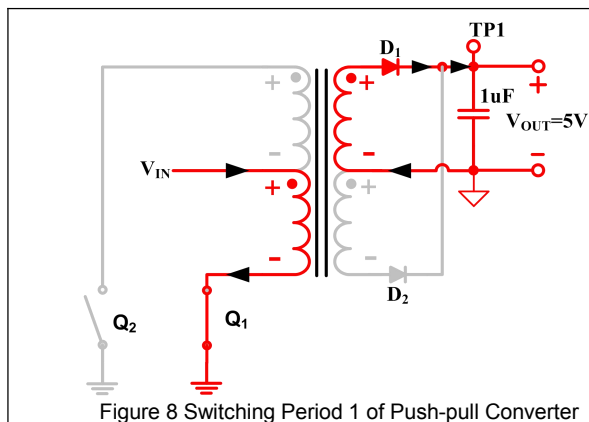 TP1
D1
+
+
1uF
+
VOUT=5V
-
-
-
VIN
+
+
-
-
D2
Q2
Q1
Figure 8 Switching Period 1 of Push-pull Converter